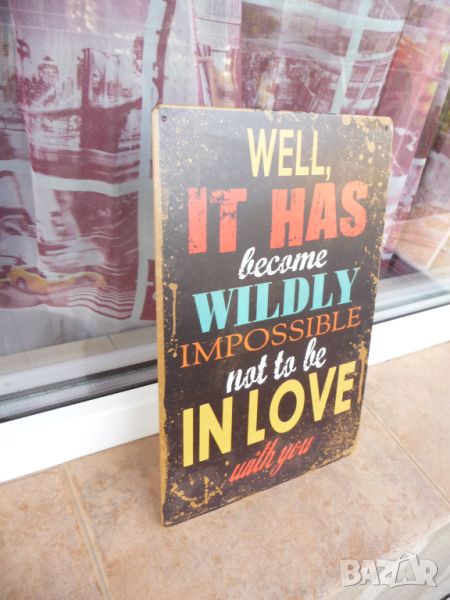 WELL,
IT HAS
become
WILDLY
IMPOSSIBLE
not to be
IN LOVE
with you
BAZAR